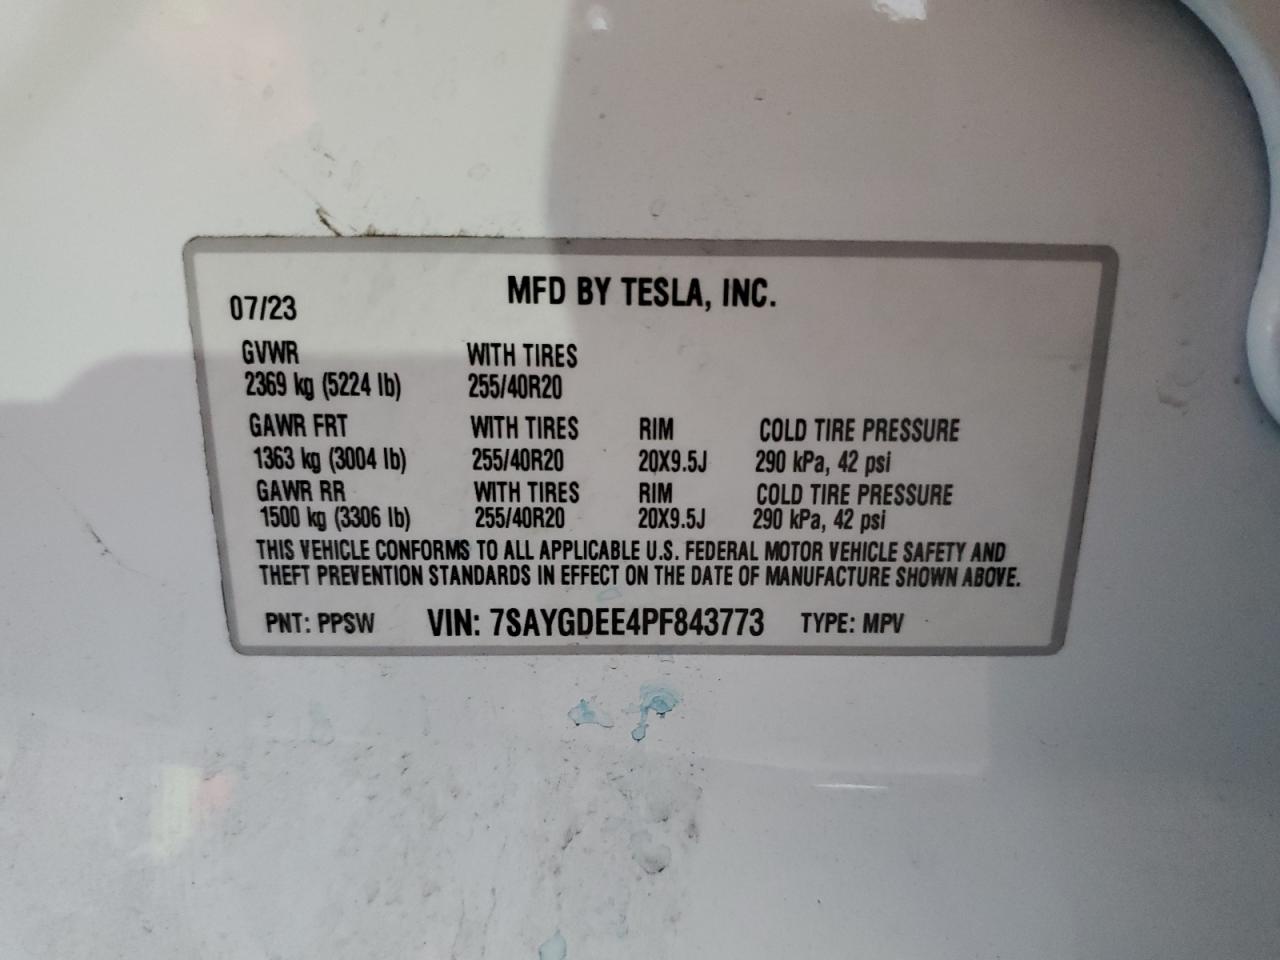 MFD BY TESLA, INC.
07/23
GVWR WITH TIRES
2369 kg (5224 lb) 255/40R20
GAWR FRT WITH TIRES RIM COLD TIRE PRESSURE
1363 kg (3004 lb) 255/40R20 20X9.5J 290 kPa, 42 psi
GAWR RR WITH TIRES RIM COLD TIRE PRESSURE
1500 kg (3306 lb) 255/40R20 20X9.5J 290 kPa, 42 psi
THIS VEHICLE CONFORMS TO ALL APPLICABLE U.S. FEDERAL MOTOR VEHICLE SAFETY AND
THEFT PREVENTION STANDARDS IN EFFECT ON THE DATE OF MANUFACTURE SHOWN ABOVE.
PNT: PPSW VIN: 7SAYGDEE4PF843773 TYPE: MPV